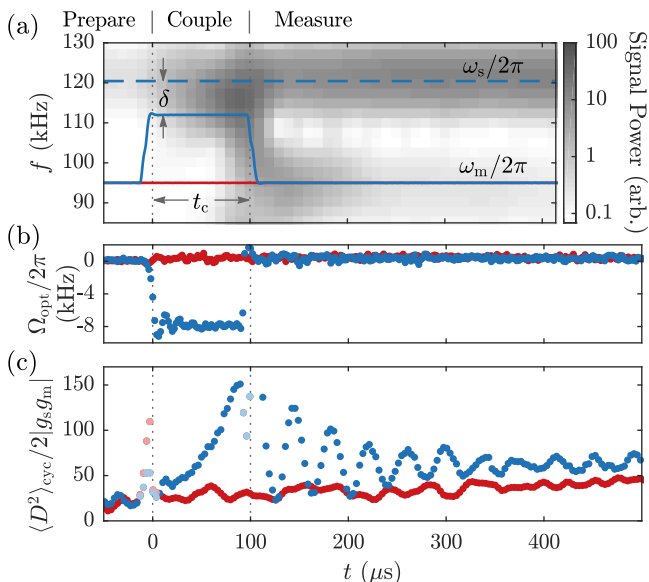 Prepare | Couple | Measure
(a)
130
120
110
100
90
f (kHz)
δ
t_c
ω_s/2π
ω_m/2π
100
10
1
0.1
Signal Power (arb.)
(b)
0
-4
-8
Ω_opt/2π
(kHz)
(c)
150
100
50
0
⟨D²⟩_cyc/2|g_s g_m|
0 100 200 300 400
t (μs)